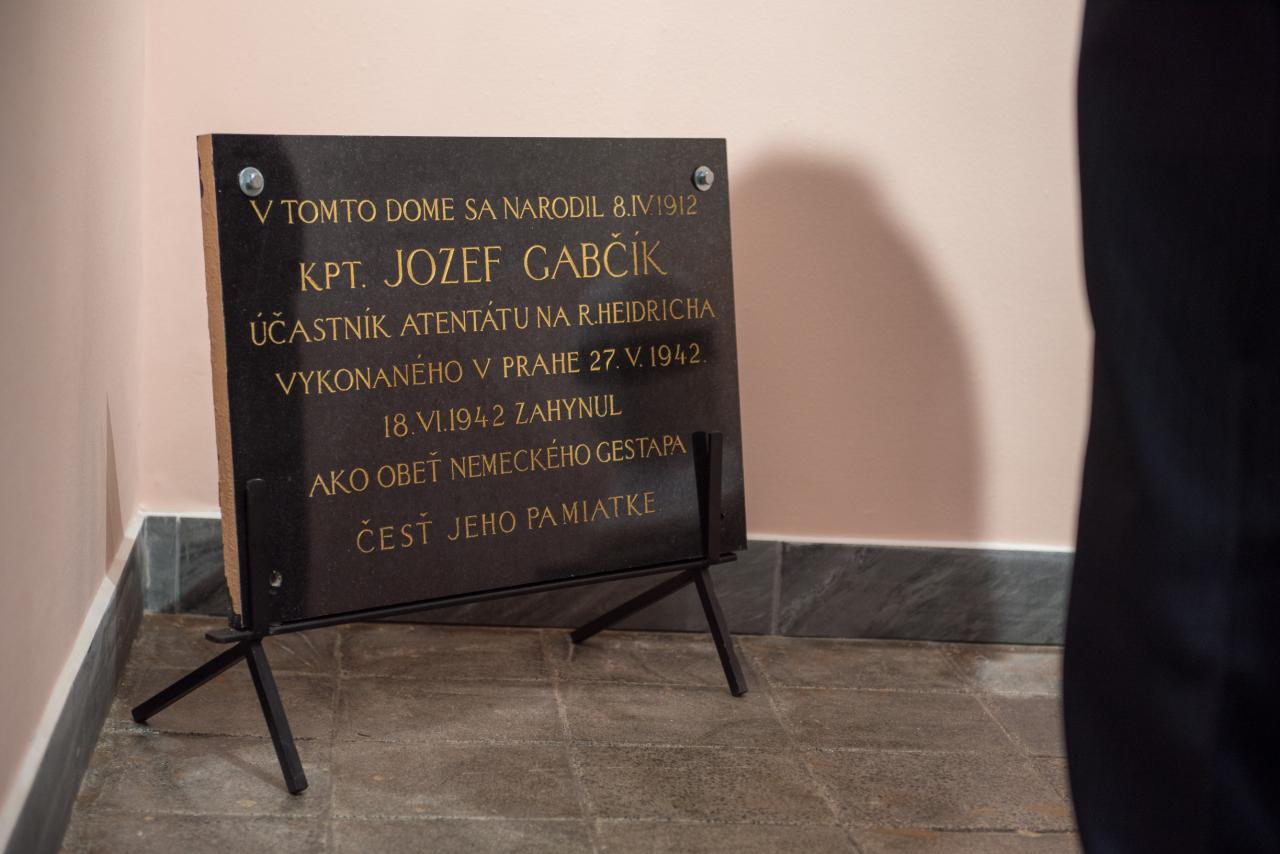 V TOMTO DOME SA NARODIL 8.IV.1912
KPT. JOZEF GABČÍK
ÚČASTNÍK ATENTÁTU NA R.HEIDRICHA
VYKONANÉHO V PRAHE 27.V.1942.
18.VI.1942 ZAHYNUL
AKO OBEŤ NEMECKÉHO GESTAPA
ČESŤ JEHO PAMIATKE.